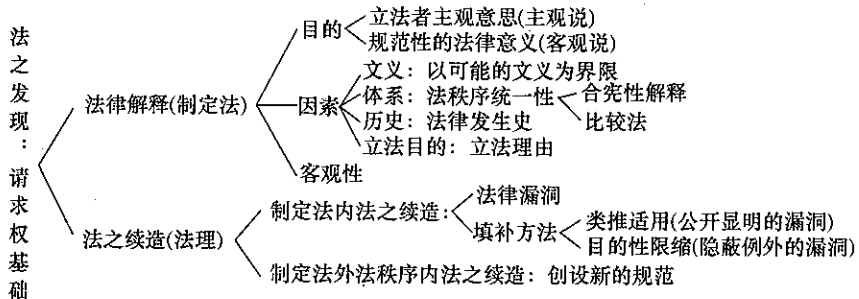 法之发现：请求权基础
法律解释(制定法)
目的
立法者主观意思(主观说)
规范性的法律意义(客观说)
因素
文义：以可能的文义为界限
体系：法秩序统一性
合宪性解释
比较法
历史：法律发生史
立法目的：立法理由
客观性
法之续造(法理)
制定法内法之续造：
法律漏洞
填补方法
类推适用(公开显明的漏洞)
目的性限缩(隐蔽例外的漏洞)
制定法外法秩序内法之续造：创设新的规范